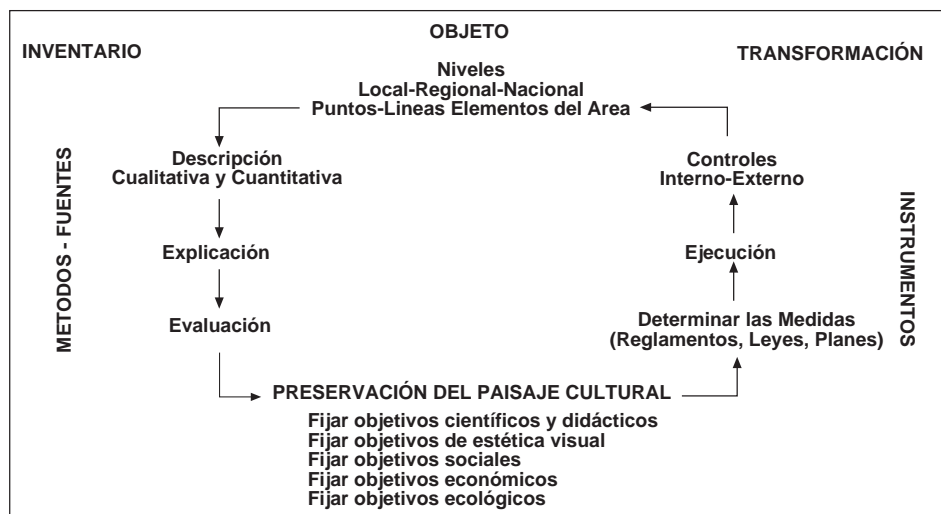 OBJETO
INVENTARIO
TRANSFORMACIÓN
Niveles
Local-Regional-Nacional
Puntos-Lineas Elementos del Area
METODOS - FUENTES
Descripción
Cualitativa y Cuantitativa
Explicación
Evaluación
PRESERVACIÓN DEL PAISAJE CULTURAL
Fijar objetivos científicos y didácticos
Fijar objetivos de estética visual
Fijar objetivos sociales
Fijar objetivos económicos
Fijar objetivos ecológicos
Determinar las Medidas
(Reglamentos, Leyes, Planes)
Ejecución
Controles
Interno-Externo
INSTRUMENTOS